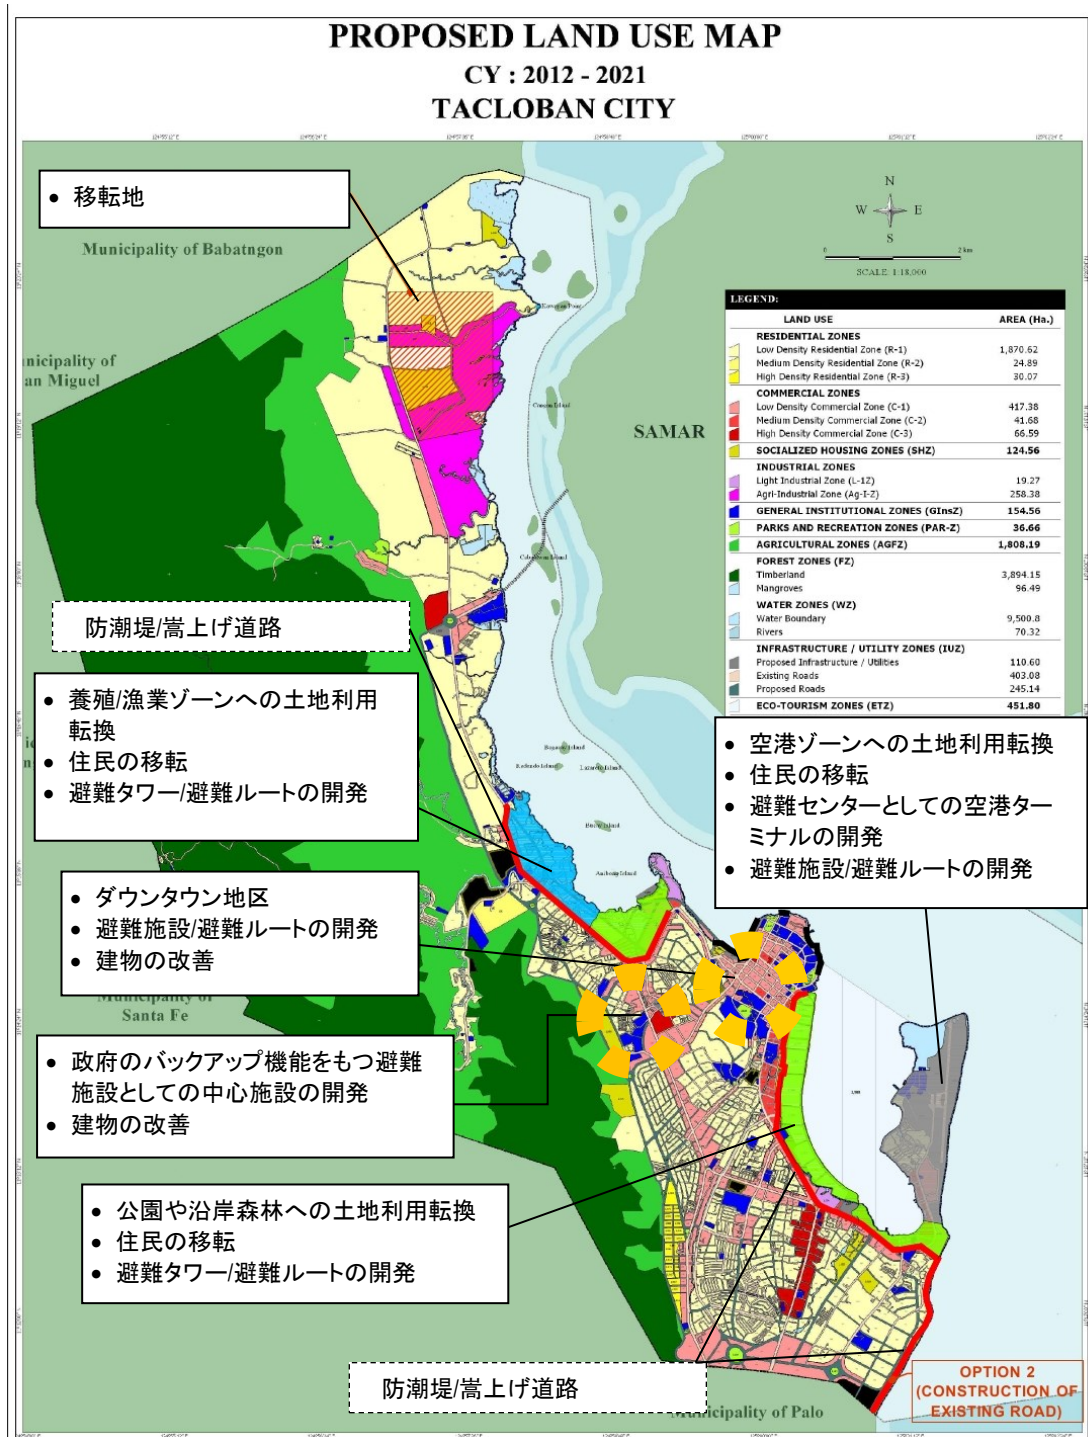 PROPOSED LAND USE MAP
CY : 2012 - 2021
TACLOBAN CITY
• 移転地
Municipality of Babatngon
N
W E
S
0 2 km
SCALE: 1:18,000
LEGEND:
LAND USE AREA (Ha.)
RESIDENTIAL ZONES
Low Density Residential Zone (R-1) 1,870.62
Medium Density Residential Zone (R-2) 24.89
High Density Residential Zone (R-3) 30.07
COMMERCIAL ZONES
Low Density Commercial Zone (C-1) 417.38
Medium Density Commercial Zone (C-2) 41.68
High Density Commercial Zone (C-3) 66.59
SOCIALIZED HOUSING ZONES (SHZ) 124.56
INDUSTRIAL ZONES
Light Industrial Zone (L-1Z) 19.27
Agri-Industrial Zone (Ag-I-Z) 258.38
GENERAL INSTITUTIONAL ZONES (GInsZ) 154.56
PARKS AND RECREATION ZONES (PAR-Z) 36.66
AGRICULTURAL ZONES (AGFZ) 1,808.19
FOREST ZONES (FZ)
Timberland 3,894.15
Mangroves 96.49
WATER ZONES (WZ)
Water Boundary 9,500.8
Rivers 70.32
INFRASTRUCTURE / UTILITY ZONES (IUZ)
Proposed Infrastructure / Utilities 110.60
Existing Roads 403.08
Proposed Roads 245.14
ECO-TOURISM ZONES (ETZ) 451.80
nicipality of
an Miguel
SAMAR
防潮堤/嵩上げ道路
• 養殖/漁業ゾーンへの土地利用
転換
• 住民の移転
• 避難タワー/避難ルートの開発
• 空港ゾーンへの土地利用転換
• 住民の移転
• 避難センターとしての空港ター
ミナルの開発
• 避難施設/避難ルートの開発
• ダウンタウン地区
• 避難施設/避難ルートの開発
• 建物の改善
Municipality of
Santa Fe
• 政府のバックアップ機能をもつ避難
施設としての中心施設の開発
• 建物の改善
• 公園や沿岸森林への土地利用転換
• 住民の移転
• 避難タワー/避難ルートの開発
防潮堤/嵩上げ道路
OPTION 2
(CONSTRUCTION OF
EXISTING ROAD)
Municipality of Palo